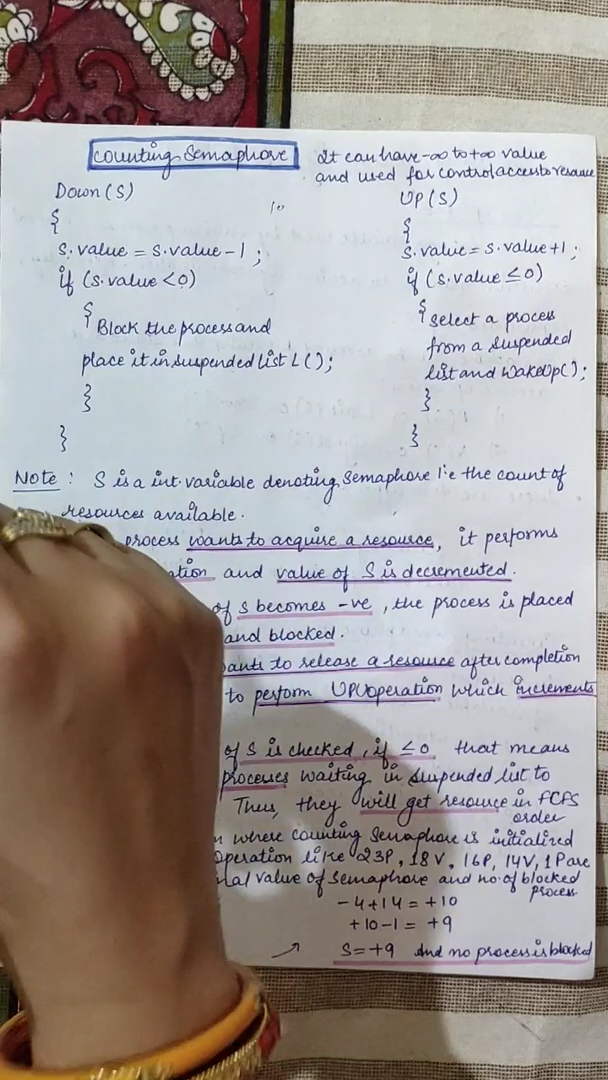 Counting Semaphore
It can have -∞ to +∞ value
and used for control access to resource
Down (S)
{
S.value = S.value - 1 ;
if (S.value < 0)
{ Block the process and
place it in suspended list L ( );
}
}
10
UP (S)
{
S.value = S.value + 1 ;
if (S.value ≤ 0)
{ Select a process
from a suspended
list and wakeup( );
}
}
Note : S is a int. variable denoting semaphore i.e the count of
resources available.
process wants to acquire a resource, it performs
and value of S is decremented.
of S becomes -ve, the process is placed
and blocked.
to release a resource after completion
to perform UP( operation which increments
of S is checked, if ≤ 0 that means
waiting in suspended list to
Thus, they will get resource in FCFS
order
where counting semaphore is initialized
operation like 23P, 18V, 16P, 14V, 1P are
value of semaphore and no. of blocked
process
-4+14 = +10
+10-1 = +9
→ S = +9 And no process is blocked